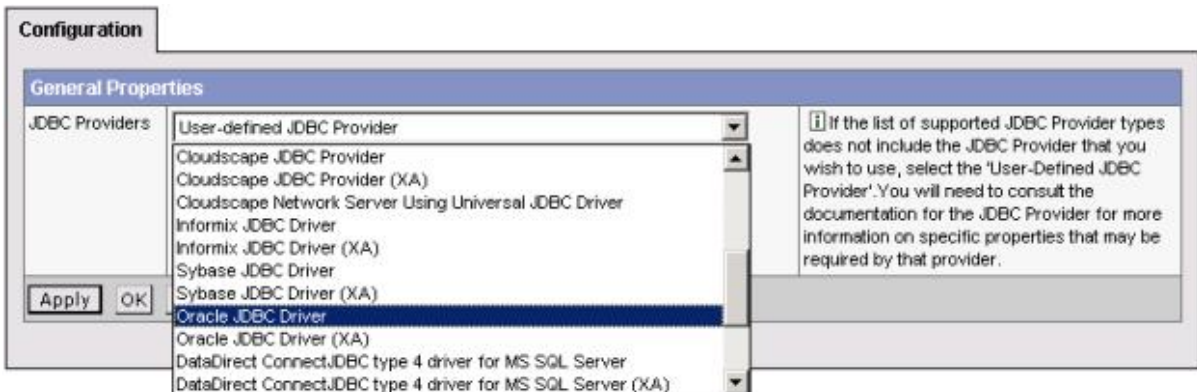 Configuration
General Properties
JDBC Providers
User-defined JDBC Provider
Cloudscape JDBC Provider
Cloudscape JDBC Provider (XA)
Cloudscape Network Server Using Universal JDBC Driver
Informix JDBC Driver
Informix JDBC Driver (XA)
Sybase JDBC Driver
Sybase JDBC Driver (XA)
Oracle JDBC Driver
Oracle JDBC Driver (XA)
DataDirect ConnectJDBC type 4 driver for MS SQL Server
DataDirect ConnectJDBC type 4 driver for MS SQL Server (XA)
i If the list of supported JDBC Provider types
does not include the JDBC Provider that you
wish to use, select the 'User-Defined JDBC
Provider'.You will need to consult the
documentation for the JDBC Provider for more
information on specific properties that may be
required by that provider.
Apply
OK